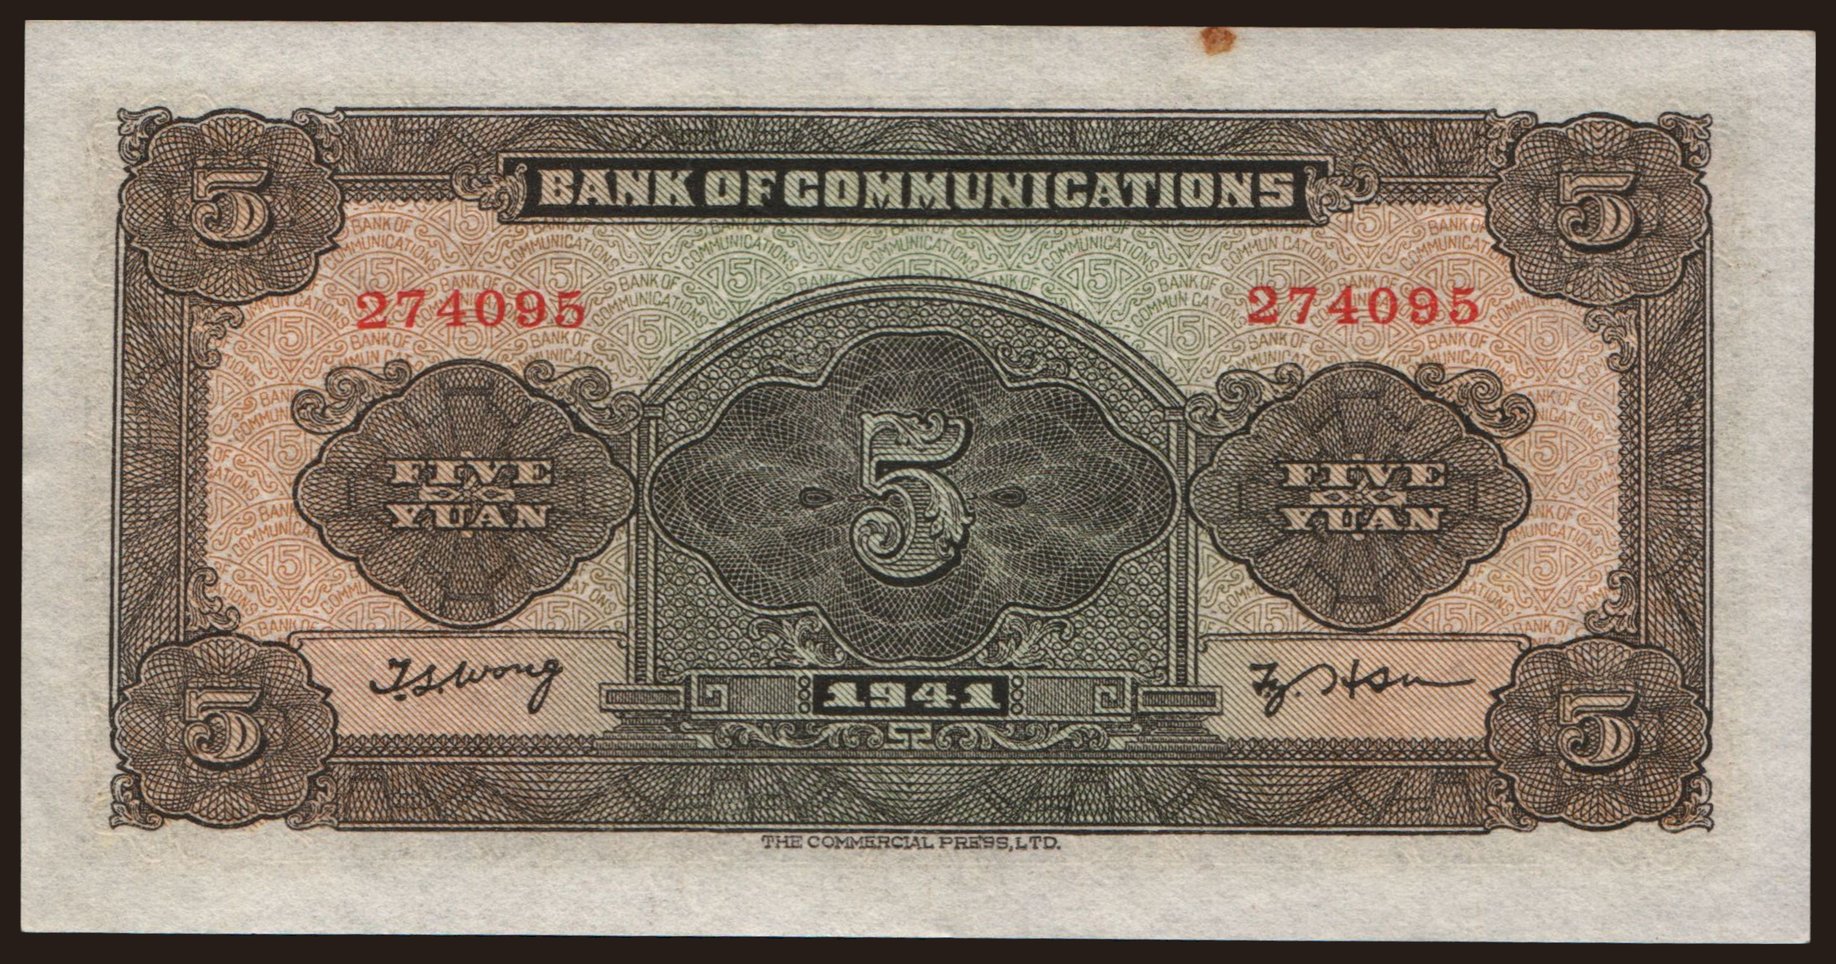 5 5
BANK OF COMMUNICATIONS
274095 274095
FIVE YUAN
5
FIVE YUAN
T.S. Wong
1941
5 5
THE COMMERCIAL PRESS, LTD.